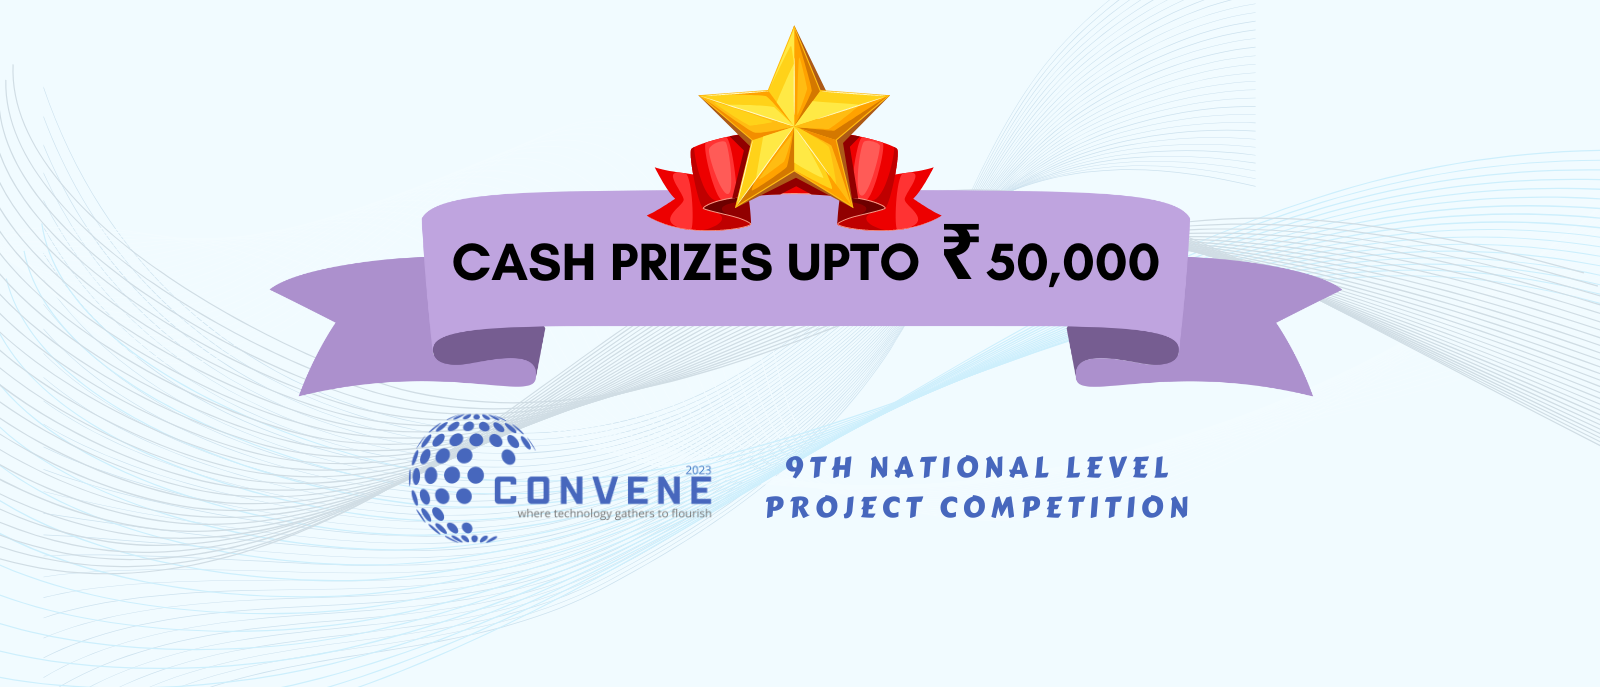 CASH PRIZES UPTO ₹ 50,000
2023
CONVENE
where technology gathers to flourish
9TH NATIONAL LEVEL
PROJECT COMPETITION